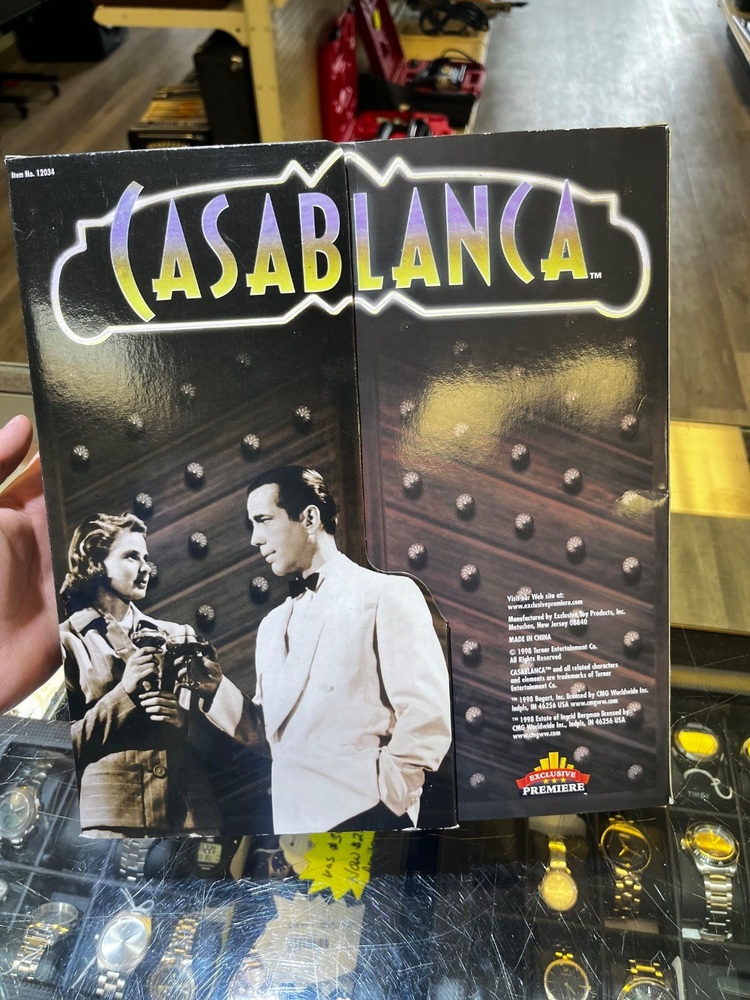 Item No. 12034
CASABLANCA™
Visit our Web site at:
www.exclusivepremiere.com
Manufactured by Exclusive Toy Products, Inc.
Metuchen, New Jersey 08840
MADE IN CHINA
© 1998 Turner Entertainment Co.
All Rights Reserved
CASABLANCA™ and all related characters
and elements are trademarks of Turner
Entertainment Co.
™ 1998 Bogart, Inc. licensed by CMG Worldwide Inc.
Indpls, IN 46256 USA www.cmgww.com
™ 1998 Estate of Ingrid Bergman licensed by
CMG Worldwide Inc., Indpls, IN 46256 USA
www.cmgww.com
EXCLUSIVE
PREMIERE™